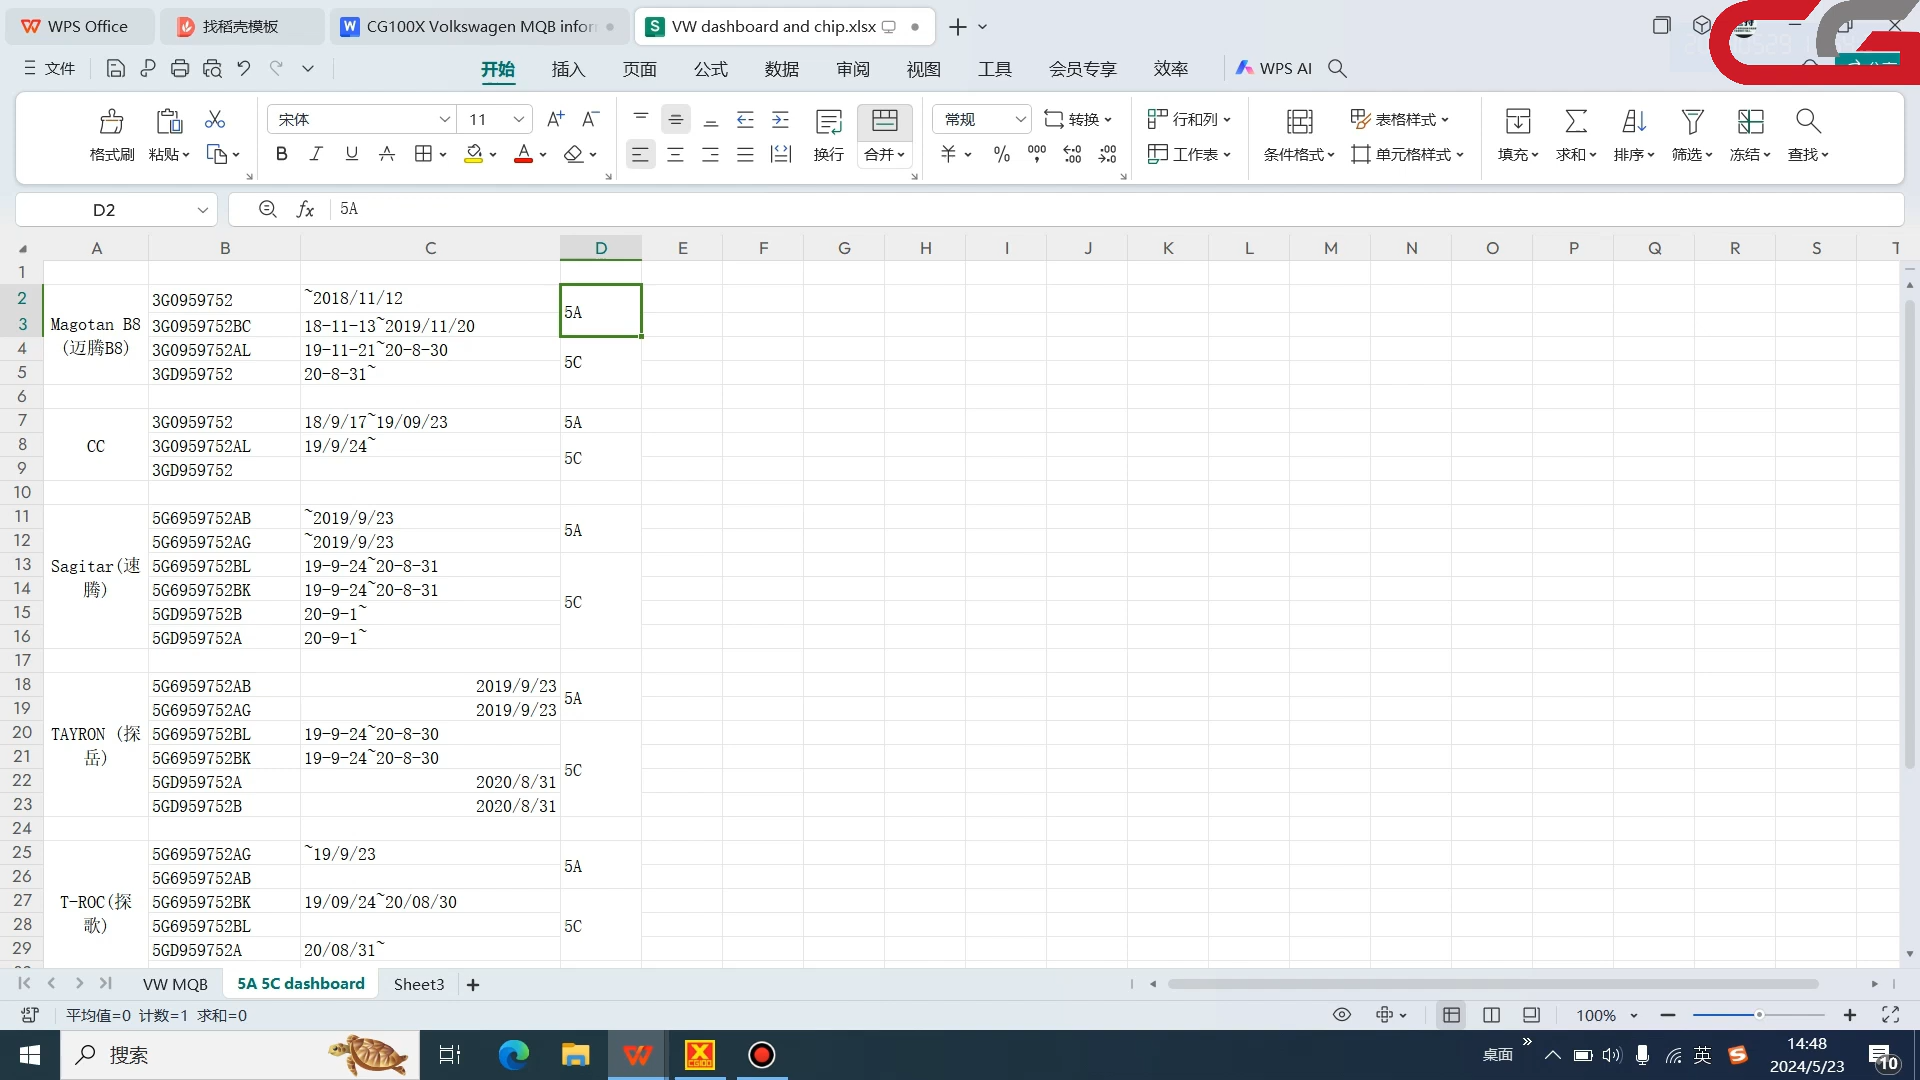 WPS Office
找稻壳模板
CG100X Volkswagen MQB infor
VW dashboard and chip.xlsx
文件
开始
插入
页面
公式
数据
审阅
视图
工具
会员专享
效率
WPS AI
CG
格式刷
粘贴
宋体
11
换行
合并
常规
转换
行和列
工作表
条件格式
表格样式
单元格样式
填充
求和
排序
筛选
冻结
查找
D2
5A
A B C D E F G H I J K L M N O P Q R S T
1
2 3G0959752 ~2018/11/12 5A
3 Magotan B8 3G0959752BC 18-11-13~2019/11/20
4 (迈腾B8) 3G0959752AL 19-11-21~20-8-30 5C
5 3GD959752 20-8-31~
6
7 3G0959752 18/9/17~19/09/23 5A
8 CC 3G0959752AL 19/9/24~ 5C
9 3GD959752
10
11 5G6959752AB ~2019/9/23 5A
12 5G6959752AG ~2019/9/23
13 Sagitar(速 5G6959752BL 19-9-24~20-8-31
14 腾) 5G6959752BK 19-9-24~20-8-31 5C
15 5GD959752B 20-9-1~
16 5GD959752A 20-9-1~
17
18 5G6959752AB 2019/9/23 5A
19 5G6959752AG 2019/9/23
20 TAYRON (探 5G6959752BL 19-9-24~20-8-30
21 岳) 5G6959752BK 19-9-24~20-8-30 5C
22 5GD959752A 2020/8/31
23 5GD959752B 2020/8/31
24
25 5G6959752AG ~19/9/23 5A
26 5G6959752AB
27 T-ROC(探 5G6959752BK 19/09/24~20/08/30
28 歌) 5G6959752BL 5C
29 5GD959752A 20/08/31~
VW MQB
5A 5C dashboard
Sheet3
平均值=0 计数=1 求和=0
100%
搜索
CG100
桌面
英
14:48
2024/5/23
10